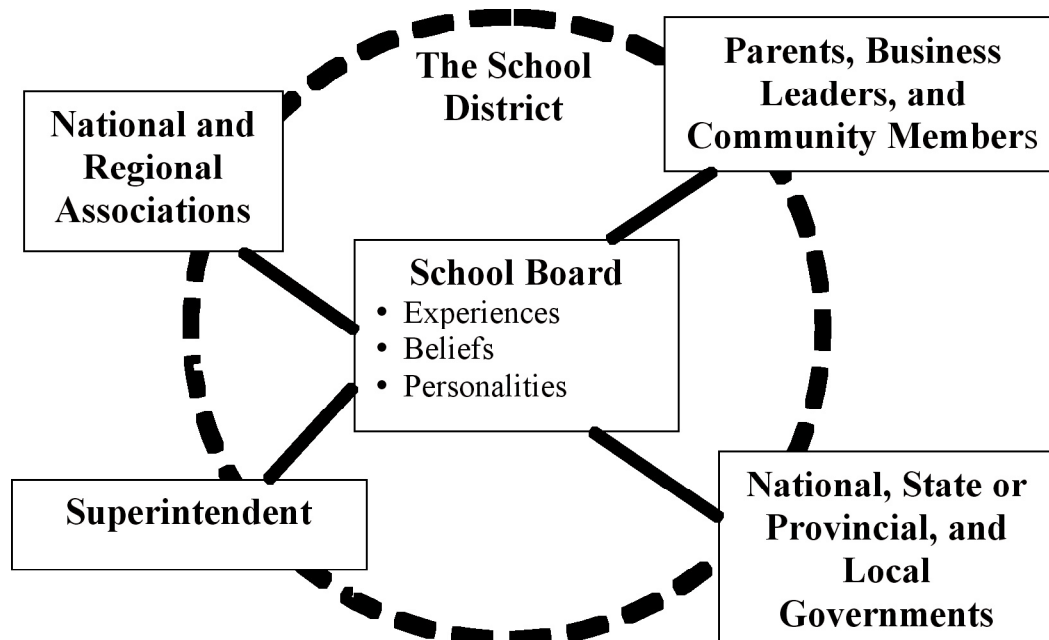 The School
District
Parents, Business
Leaders, and
Community Members
National and
Regional
Associations
School Board
• Experiences
• Beliefs
• Personalities
Superintendent
National, State or
Provincial, and
Local
Governments